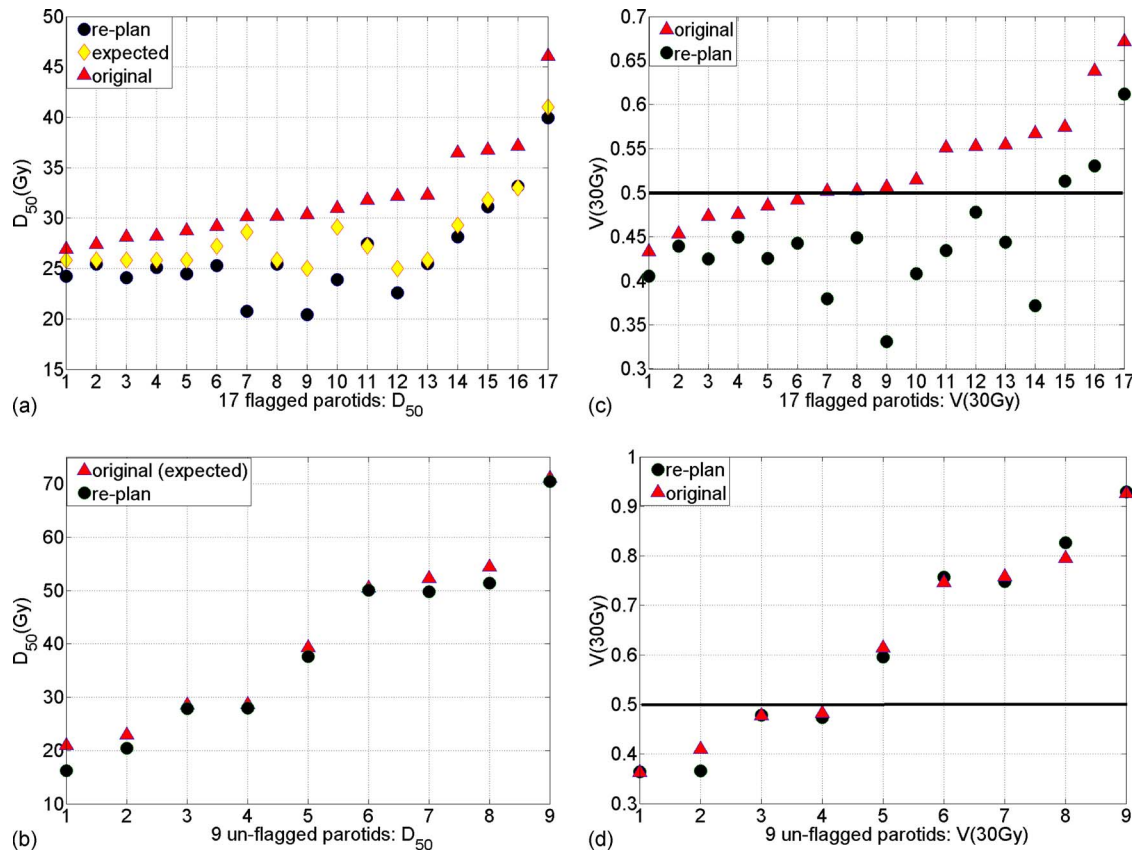 re-plan
expected
original
50
45
40
35
30
25
20
15
D50(Gy)
1 2 3 4 5 6 7 8 9 10 11 12 13 14 15 16 17
(a) 17 flagged parotids: D50
original
re-plan
0.7
0.65
0.6
0.55
0.5
0.45
0.4
0.35
0.3
V(30Gy)
1 2 3 4 5 6 7 8 9 10 11 12 13 14 15 16 17
(c) 17 flagged parotids: V(30Gy)
original (expected)
re-plan
70
60
50
40
30
20
10
D50(Gy)
1 2 3 4 5 6 7 8 9
(b) 9 un-flagged parotids: D50
re-plan
original
1
0.9
0.8
0.7
0.6
0.5
0.4
0.3
V(30Gy)
1 2 3 4 5 6 7 8 9
(d) 9 un-flagged parotids: V(30Gy)